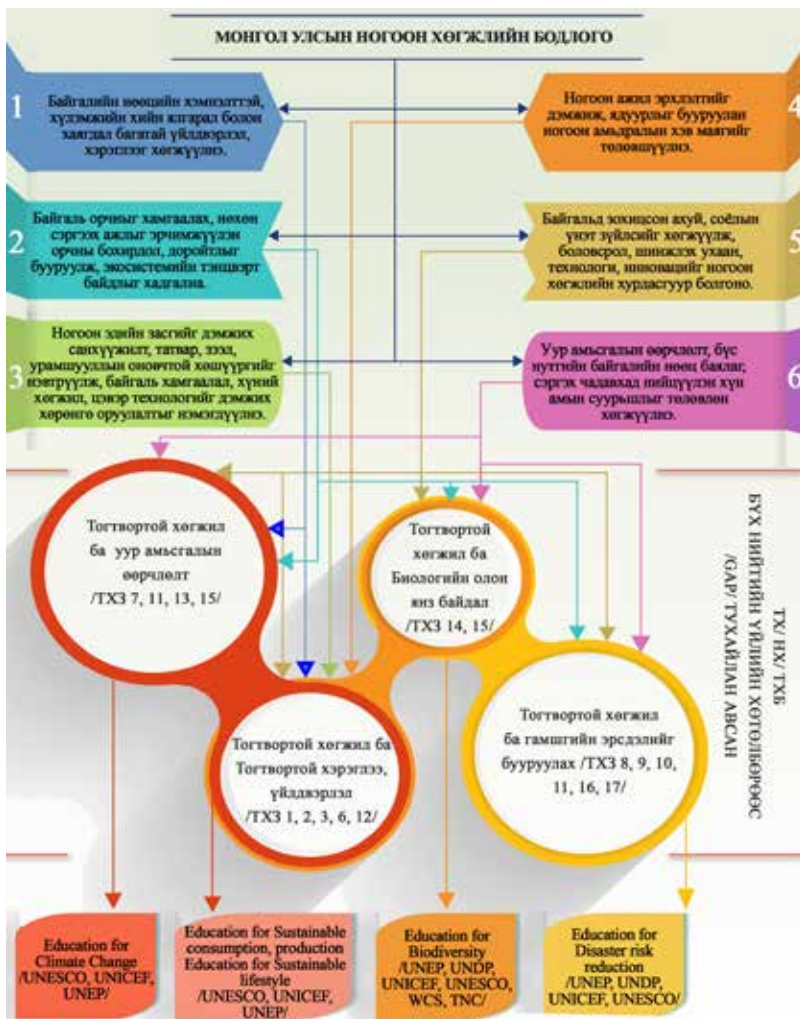 МОНГОЛ УЛСЫН НОГООН ХӨГЖЛИЙН БОДЛОГО
1
Байгалийн нөөцийн хэмнэлттэй,
хүлэмжийн хийн ялгарал болон
хаягдал багатай үйлдвэрлэл,
хэрэглээг хөгжүүлнэ.
4
Ногоон ажил эрхлэлтийг
дэмжиж, ядуурлыг бууруулан
ногоон амьдралын хэв маягийг
төлөвшүүлнэ.
2
Байгаль орчныг хамгаалах, нөхөн
сэргээх ажлыг эрчимжүүлэн
орчны бохирдол, доройтлыг
бууруулж, экосистемийн тэнцвэрт
байдлыг хадгална.
5
Байгальд зохицсон ахуй, соёлын
үнэт зүйлсийг хөгжүүлж,
боловсрол, шинжлэх ухаан,
технологи, инновацийг ногоон
хөгжлийн хурдасгуур болгоно.
3
Ногоон эдийн засгийг дэмжих
санхүүжилт, татвар, зээл,
урамшууллын оновчтой хөшүүргийг
нэвтрүүлж, байгаль хамгаалал, хүний
хөгжил, цэвэр технологийг дэмжих
хөрөнгө оруулалтыг нэмэгдүүлнэ.
6
Уур амьсгалын өөрчлөлт, бүс
нутгийн байгалийн нөөц баялаг,
сэргэх чадавхад нийцүүлэн хүн
амын суурьшлыг төлөвлөн
хөгжүүлнэ.
Тогтвортой хөгжил
ба уур амьсгалын
өөрчлөлт
/ТХЗ 7, 11, 13, 15/
Тогтвортой
хөгжил ба
Биологийн олон
янз байдал
/ТХЗ 14, 15/
Тогтвортой хөгжил ба
Тогтвортой хэрэглээ,
үйлдвэрлэл
/ТХЗ 1, 2, 3, 6, 12/
Тогтвортой хөгжил
ба гамшгийн эрсдэлийг
бууруулах /ТХЗ 8, 9, 10,
11, 16, 17/
ТХ/ НХ/ ТХБ
БҮХ НИЙТИЙН ҮЙЛИЙН ХӨТӨЛБӨРӨӨС
/GAP/ ТУХАЙЛАН АВСАН
Education for
Climate Change
/UNESCO, UNICEF,
UNEP/
Education for Sustainable
consumption, production
Education for Sustainable
lifestyle
/UNESCO, UNICEF,
UNEP/
Education for
Biodiversity
/UNEP, UNDP,
UNICEF, UNESCO,
WCS, TNC/
Education for
Disaster risk
reduction
/UNEP, UNDP,
UNICEF, UNESCO/